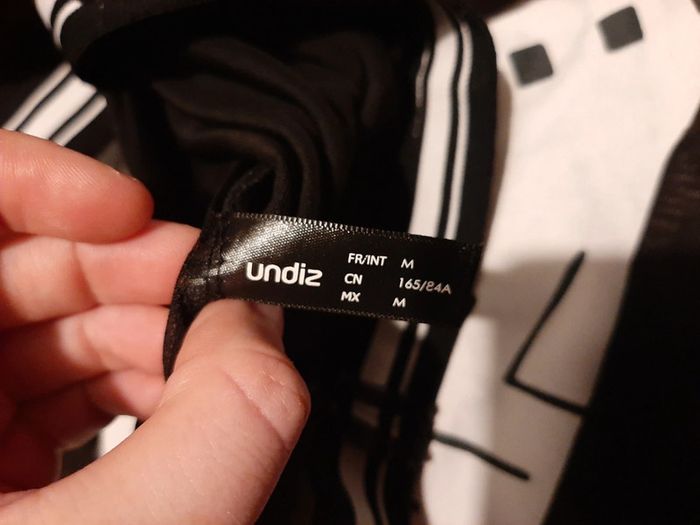 undiz
FR/INT M
CN 165/84A
MX M